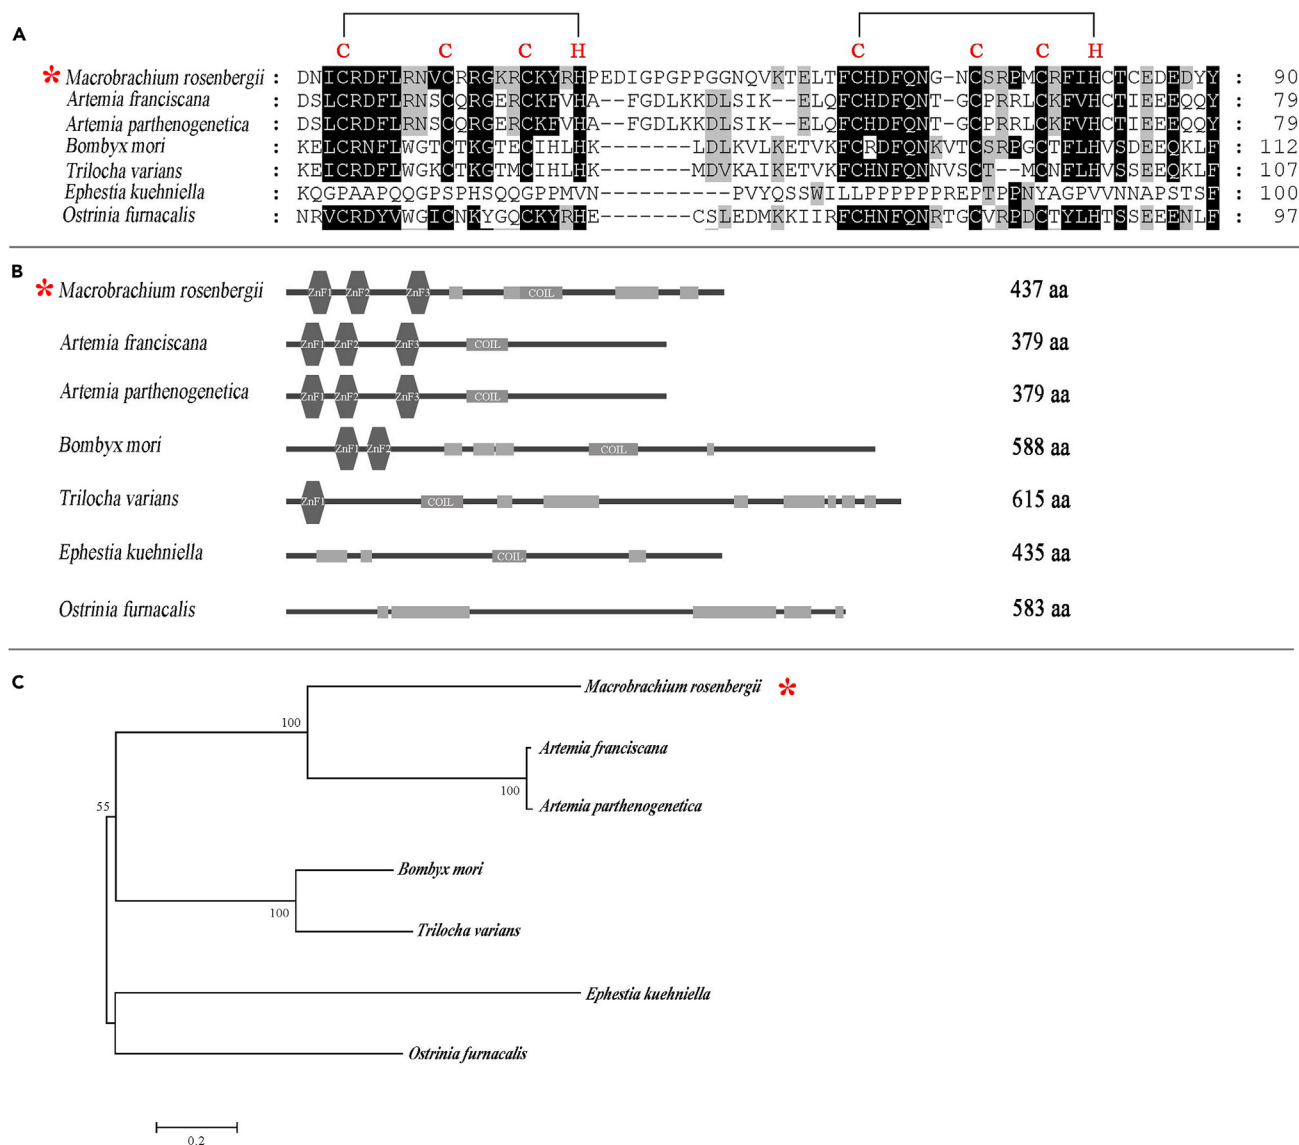 A
C C C H C C C H
* Macrobrachium rosenbergii : DNICRDFLRNVCRRGKRCKYRHPEDIGPGPPGGNQVKTELTFCHDFQNG-NCSRPMCRFIHCTCEDEDYY : 90
Artemia franciscana : DSLCRDFLRNSCQRGERCKFVHA--FGDLKKDLSIK--ELQFCHDFQNT-GCPRRLCKFVHCTIEEEQQY : 79
Artemia parthenogenetica : DSLCRDFLRNSCQRGERCKFVHA--FGDLKKDLSIK--ELQFCHDFQNT-GCPRRLCKFVHCTIEEEQQY : 79
Bombyx mori : KELCRNFLWGTCTKGTECIHLHK-------LDLKVLKETVKFCRDFQNKVTCSRPGCTFLHVSDEEQKLF : 112
Trilocha varians : KEICRDFLWGKCTKGTMCIHLHK-------MDVKAIKETVKFCHNFQNNVSCT--MCNFLHVSSEEQKLF : 107
Ephestia kuehniella : KQGPAAPQQGPSPHSQQGPPMVN----------PVYQSSWILLPPPPPPREPTPPNYAGPVVNNAPSTSF : 100
Ostrinia furnacalis : NRVCRDYVWGICNKYGQCKYRHE-------CSLEDMKKIIRFCHNFQNRTGCVRPDCTYLHTSSEEENLF : 97
B
* Macrobrachium rosenbergii ZnF1 ZnF2 ZnF3 COIL 437 aa
Artemia franciscana ZnF1 ZnF2 ZnF3 COIL 379 aa
Artemia parthenogenetica ZnF1 ZnF2 ZnF3 COIL 379 aa
Bombyx mori ZnF1 ZnF2 COIL 588 aa
Trilocha varians ZnF1 COIL 615 aa
Ephestia kuehniella COIL 435 aa
Ostrinia furnacalis 583 aa
C
Macrobrachium rosenbergii *
100
Artemia franciscana
100
Artemia parthenogenetica
55
Bombyx mori
100
Trilocha varians
Ephestia kuehniella
Ostrinia furnacalis
0.2